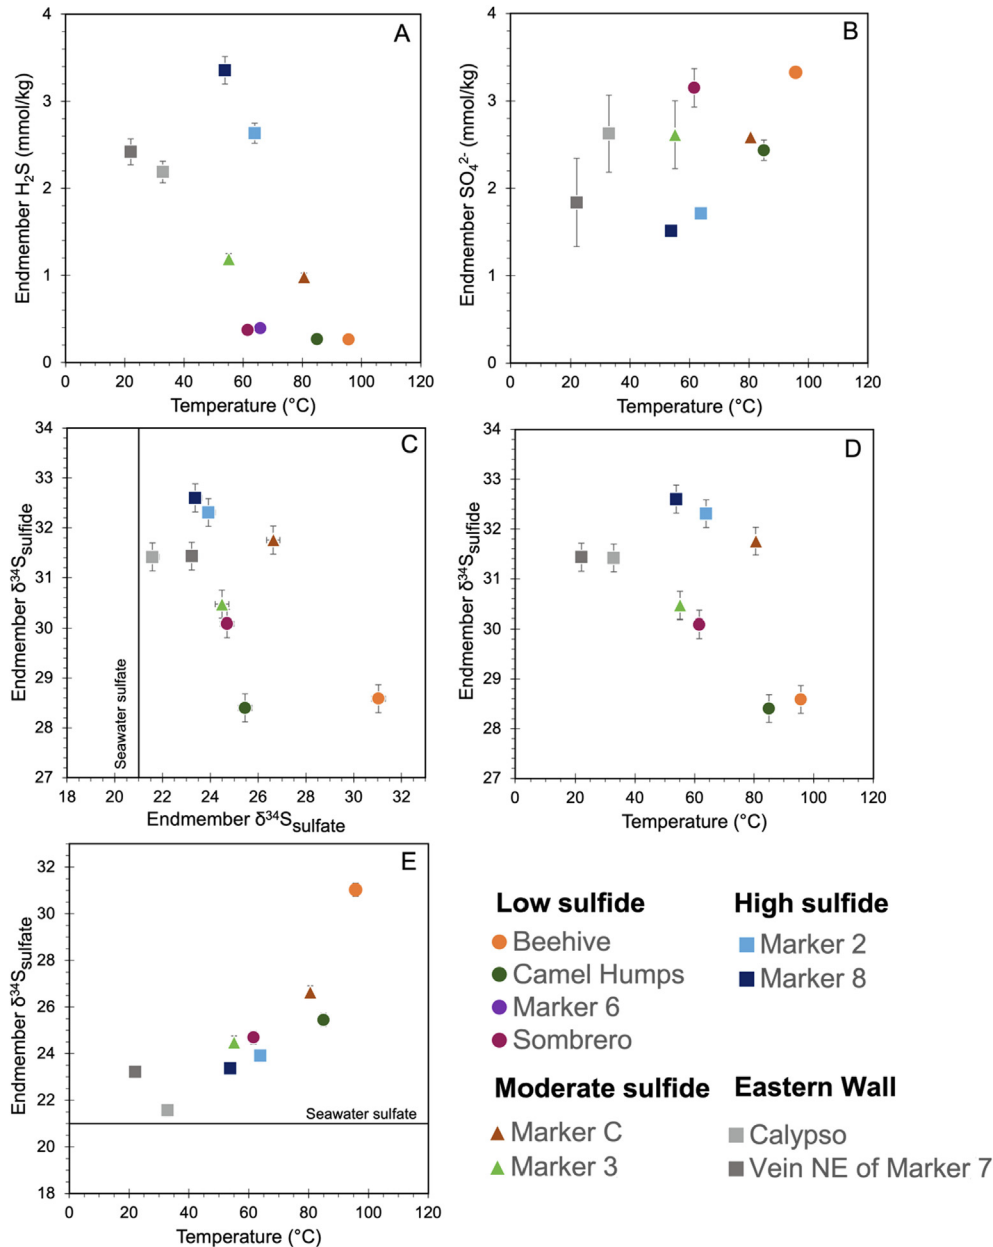 A
Endmember H₂S (mmol/kg)
4
3
2
1
0
0 20 40 60 80 100 120
Temperature (°C)
B
Endmember SO₄²⁻ (mmol/kg)
4
3
2
1
0
0 20 40 60 80 100 120
Temperature (°C)
C
Endmember δ³⁴Ssulfide
34
33
32
31
30
29
28
27
Seawater sulfate
18 20 22 24 26 28 30 32
Endmember δ³⁴Ssulfate
D
Endmember δ³⁴Ssulfide
34
33
32
31
30
29
28
27
0 20 40 60 80 100 120
Temperature (°C)
E
Endmember δ³⁴Ssulfate
32
30
28
26
24
22
20
18
Seawater sulfate
0 20 40 60 80 100 120
Temperature (°C)
Low sulfide
Beehive
Camel Humps
Marker 6
Sombrero
High sulfide
Marker 2
Marker 8
Moderate sulfide
Marker C
Marker 3
Eastern Wall
Calypso
Vein NE of Marker 7